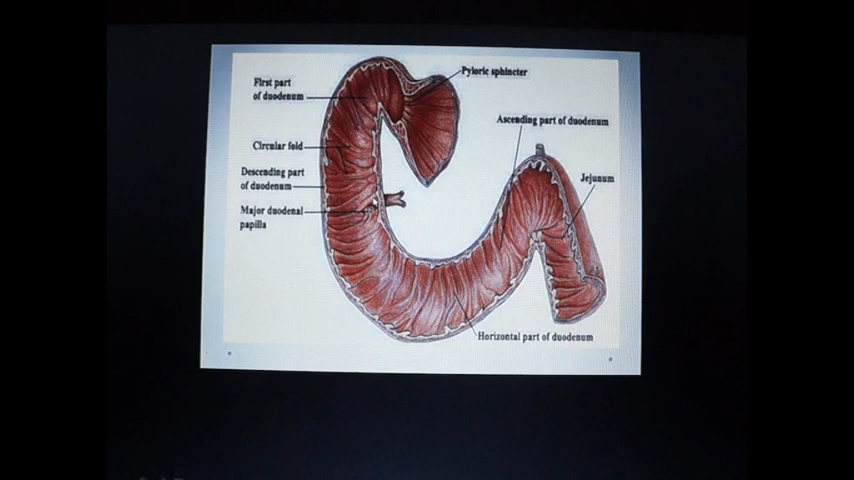 Pyloric sphincter
First part
of duodenum
Ascending part of duodenum
Circular fold
Descending part
of duodenum
Jejunum
Major duodenal
papilla
Horizontal part of duodenum